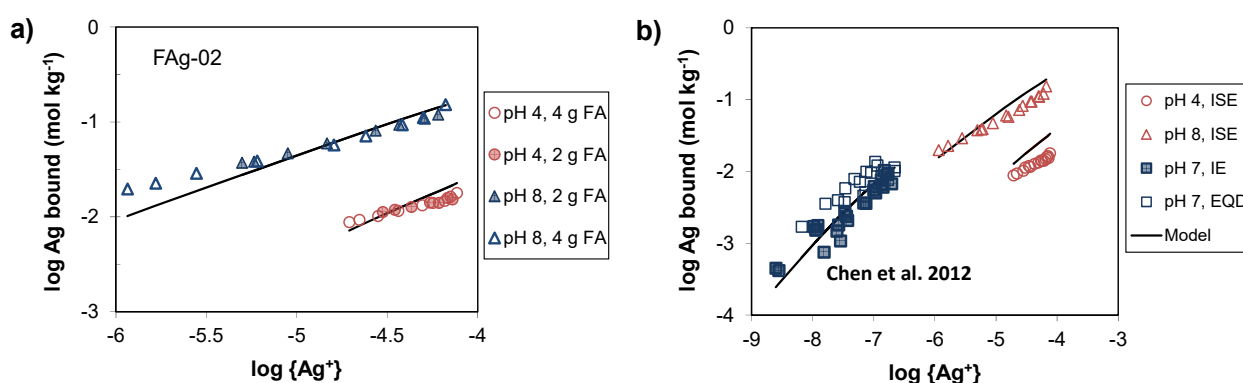 a)
FAg-02
log Ag bound (mol kg⁻¹)
0
-1
-2
-3
-6
-5.5
-5
-4.5
-4
log {Ag⁺}
pH 4, 4 g FA
pH 4, 2 g FA
pH 8, 2 g FA
pH 8, 4 g FA
b)
log Ag bound (mol kg⁻¹)
0
-1
-2
-3
-4
-9
-8
-7
-6
-5
-4
-3
log {Ag⁺}
Chen et al. 2012
pH 4, ISE
pH 8, ISE
pH 7, IE
pH 7, EQD
Model